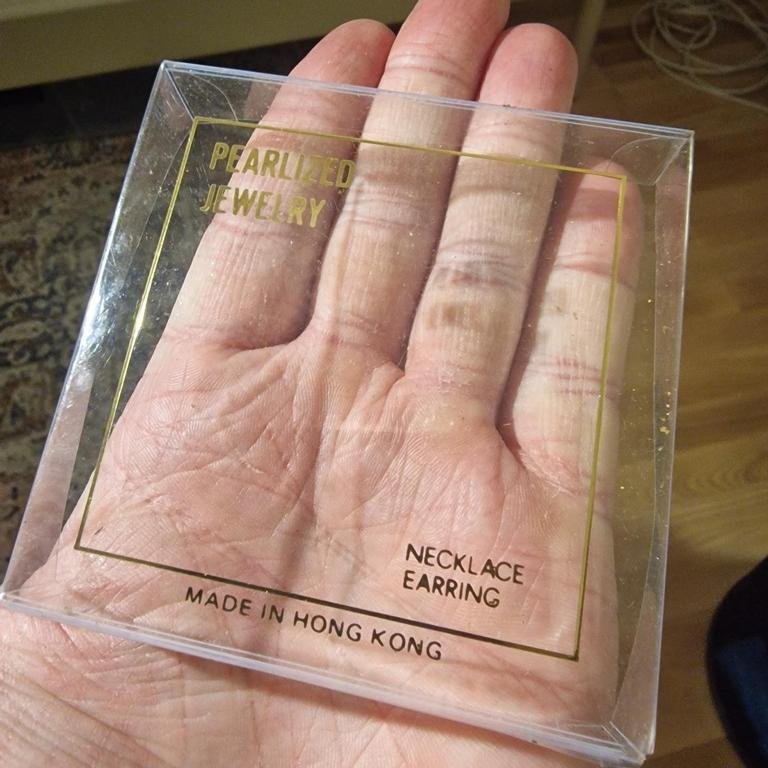 PEARLIZED
JEWELRY
NECKLACE
EARRING
MADE IN HONG KONG